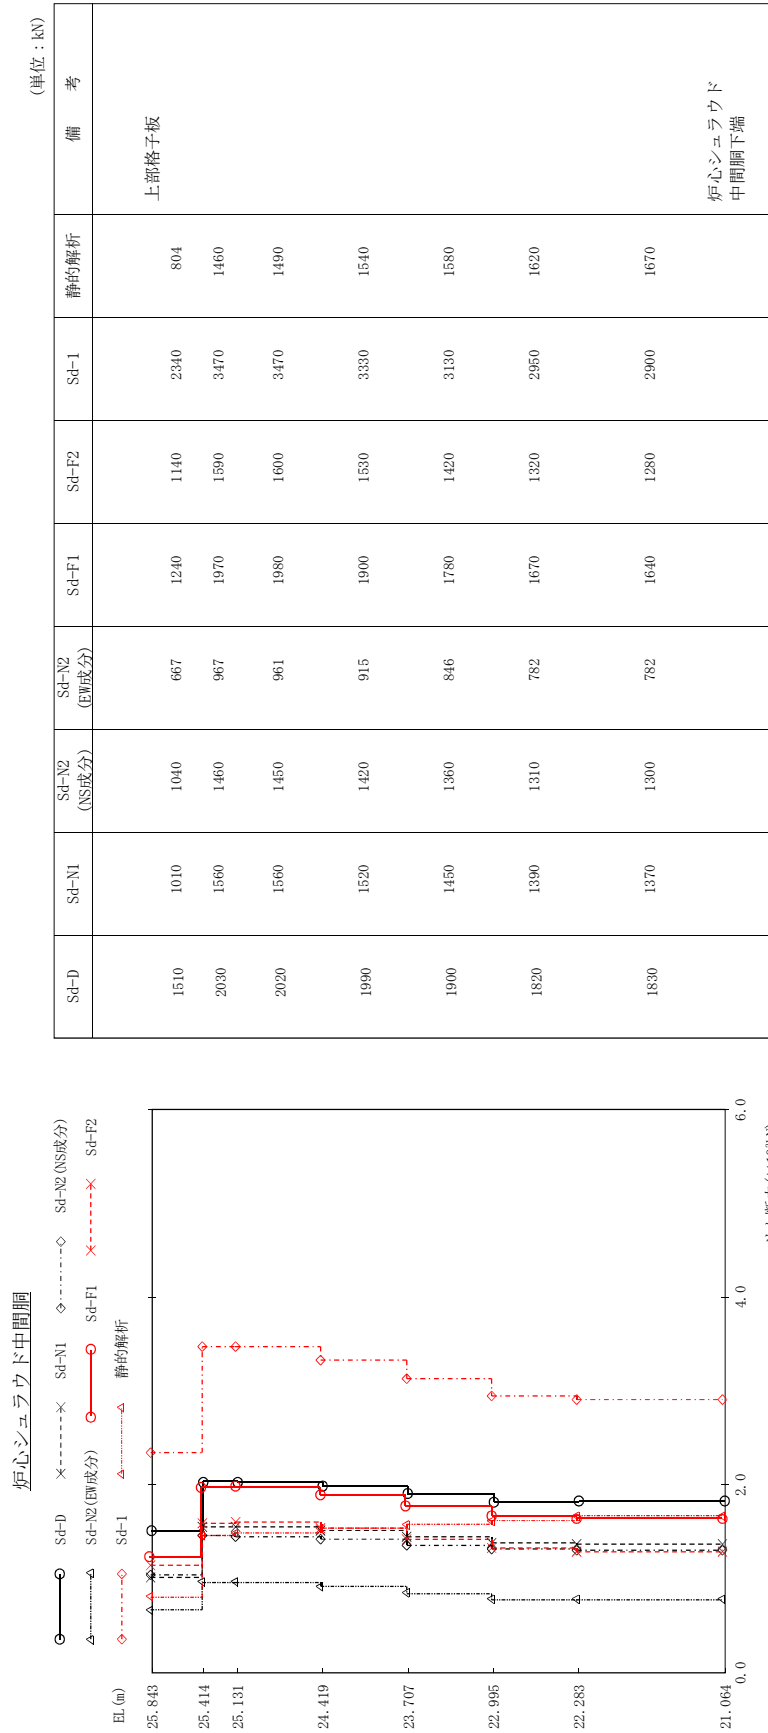 炉心シュラウド中間胴
Sd-D Sd-N1 Sd-N2(NS成分)
Sd-N2(EW成分) Sd-F1 Sd-F2
Sd-1 静的解析
EL(m)
25.843
25.414
25.131
24.419
23.707
22.995
22.283
21.064
0.0 2.0 4.0 6.0
(単位:kN)
Sd-D Sd-N1 Sd-N2 (NS成分) Sd-N2 (EW成分) Sd-F1 Sd-F2 Sd-1 静的解析 備 考
上部格子板
1510 1010 1040 667 1240 1140 2340 804
2030 1560 1460 967 1970 1590 3470 1460
2020 1560 1450 961 1980 1600 3470 1490
1990 1520 1420 915 1900 1530 3330 1540
1900 1450 1360 846 1780 1420 3130 1580
1820 1390 1310 782 1670 1320 2950 1620
1830 1370 1300 782 1640 1280 2900 1670
炉心シュラウド
中間胴下端